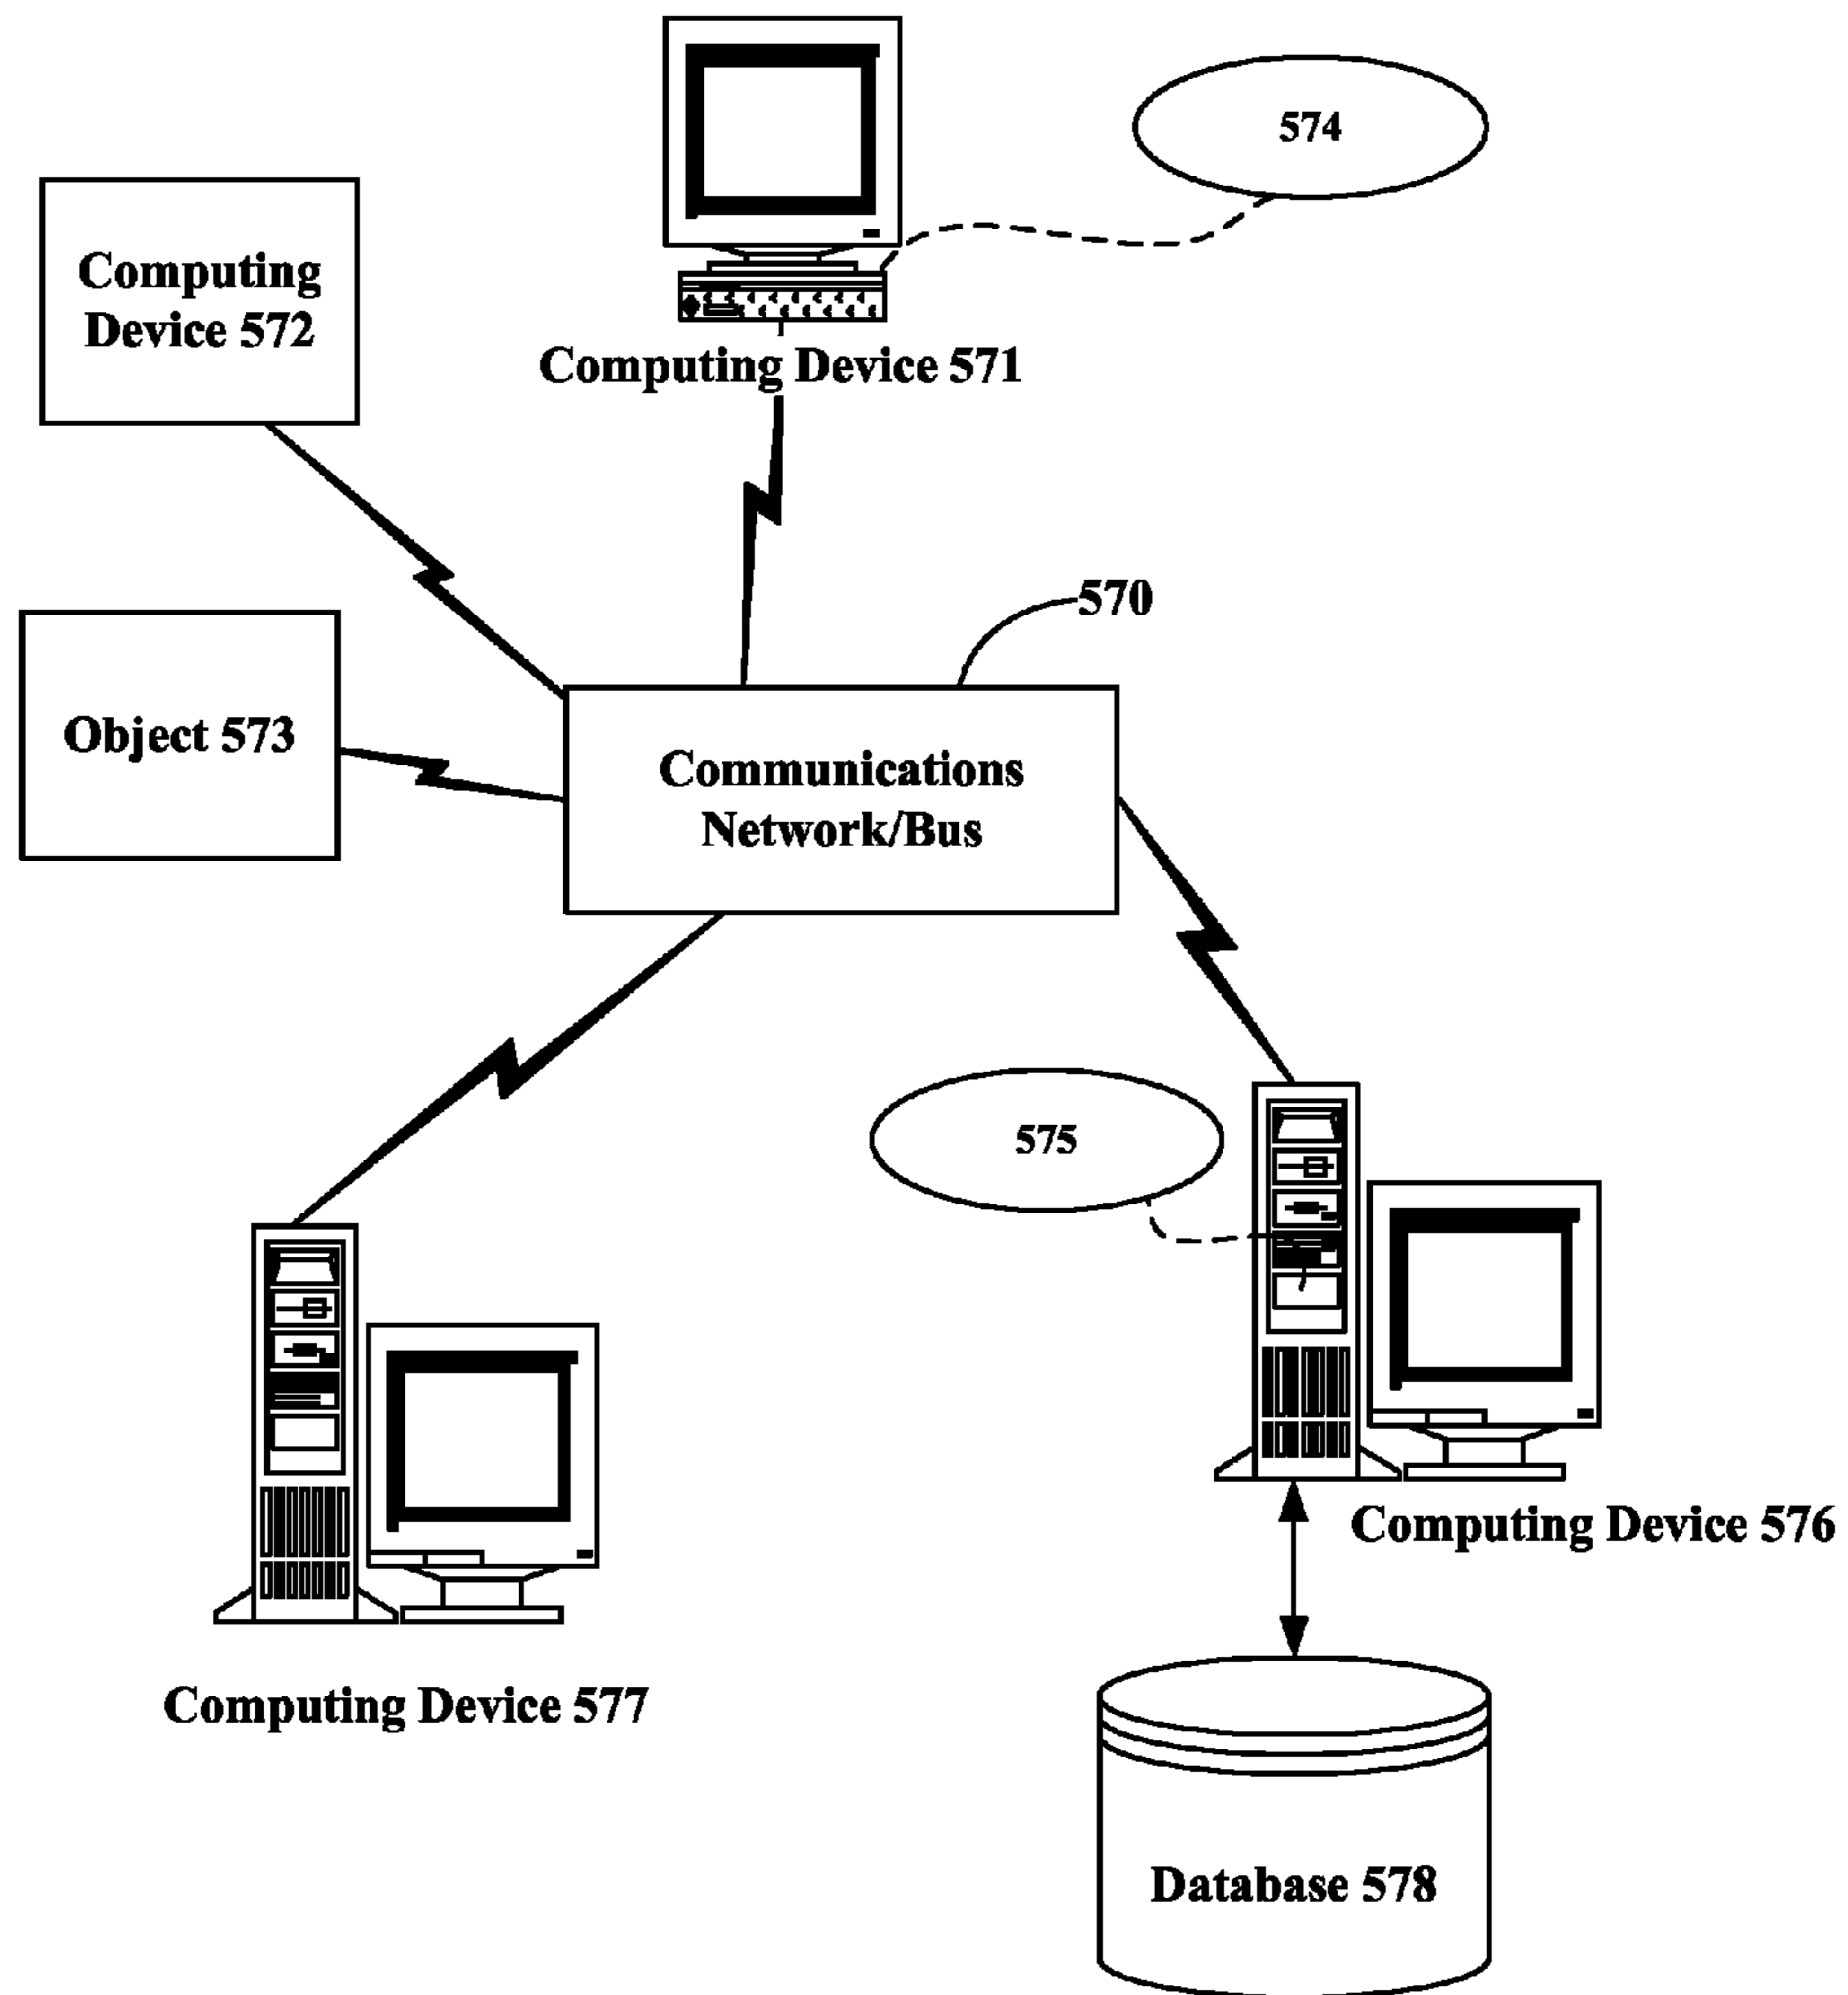 574
Computing
Device 572
Computing Device 571
570
Object 573
Communications
Network/Bus
575
Computing Device 576
Computing Device 577
Database 578